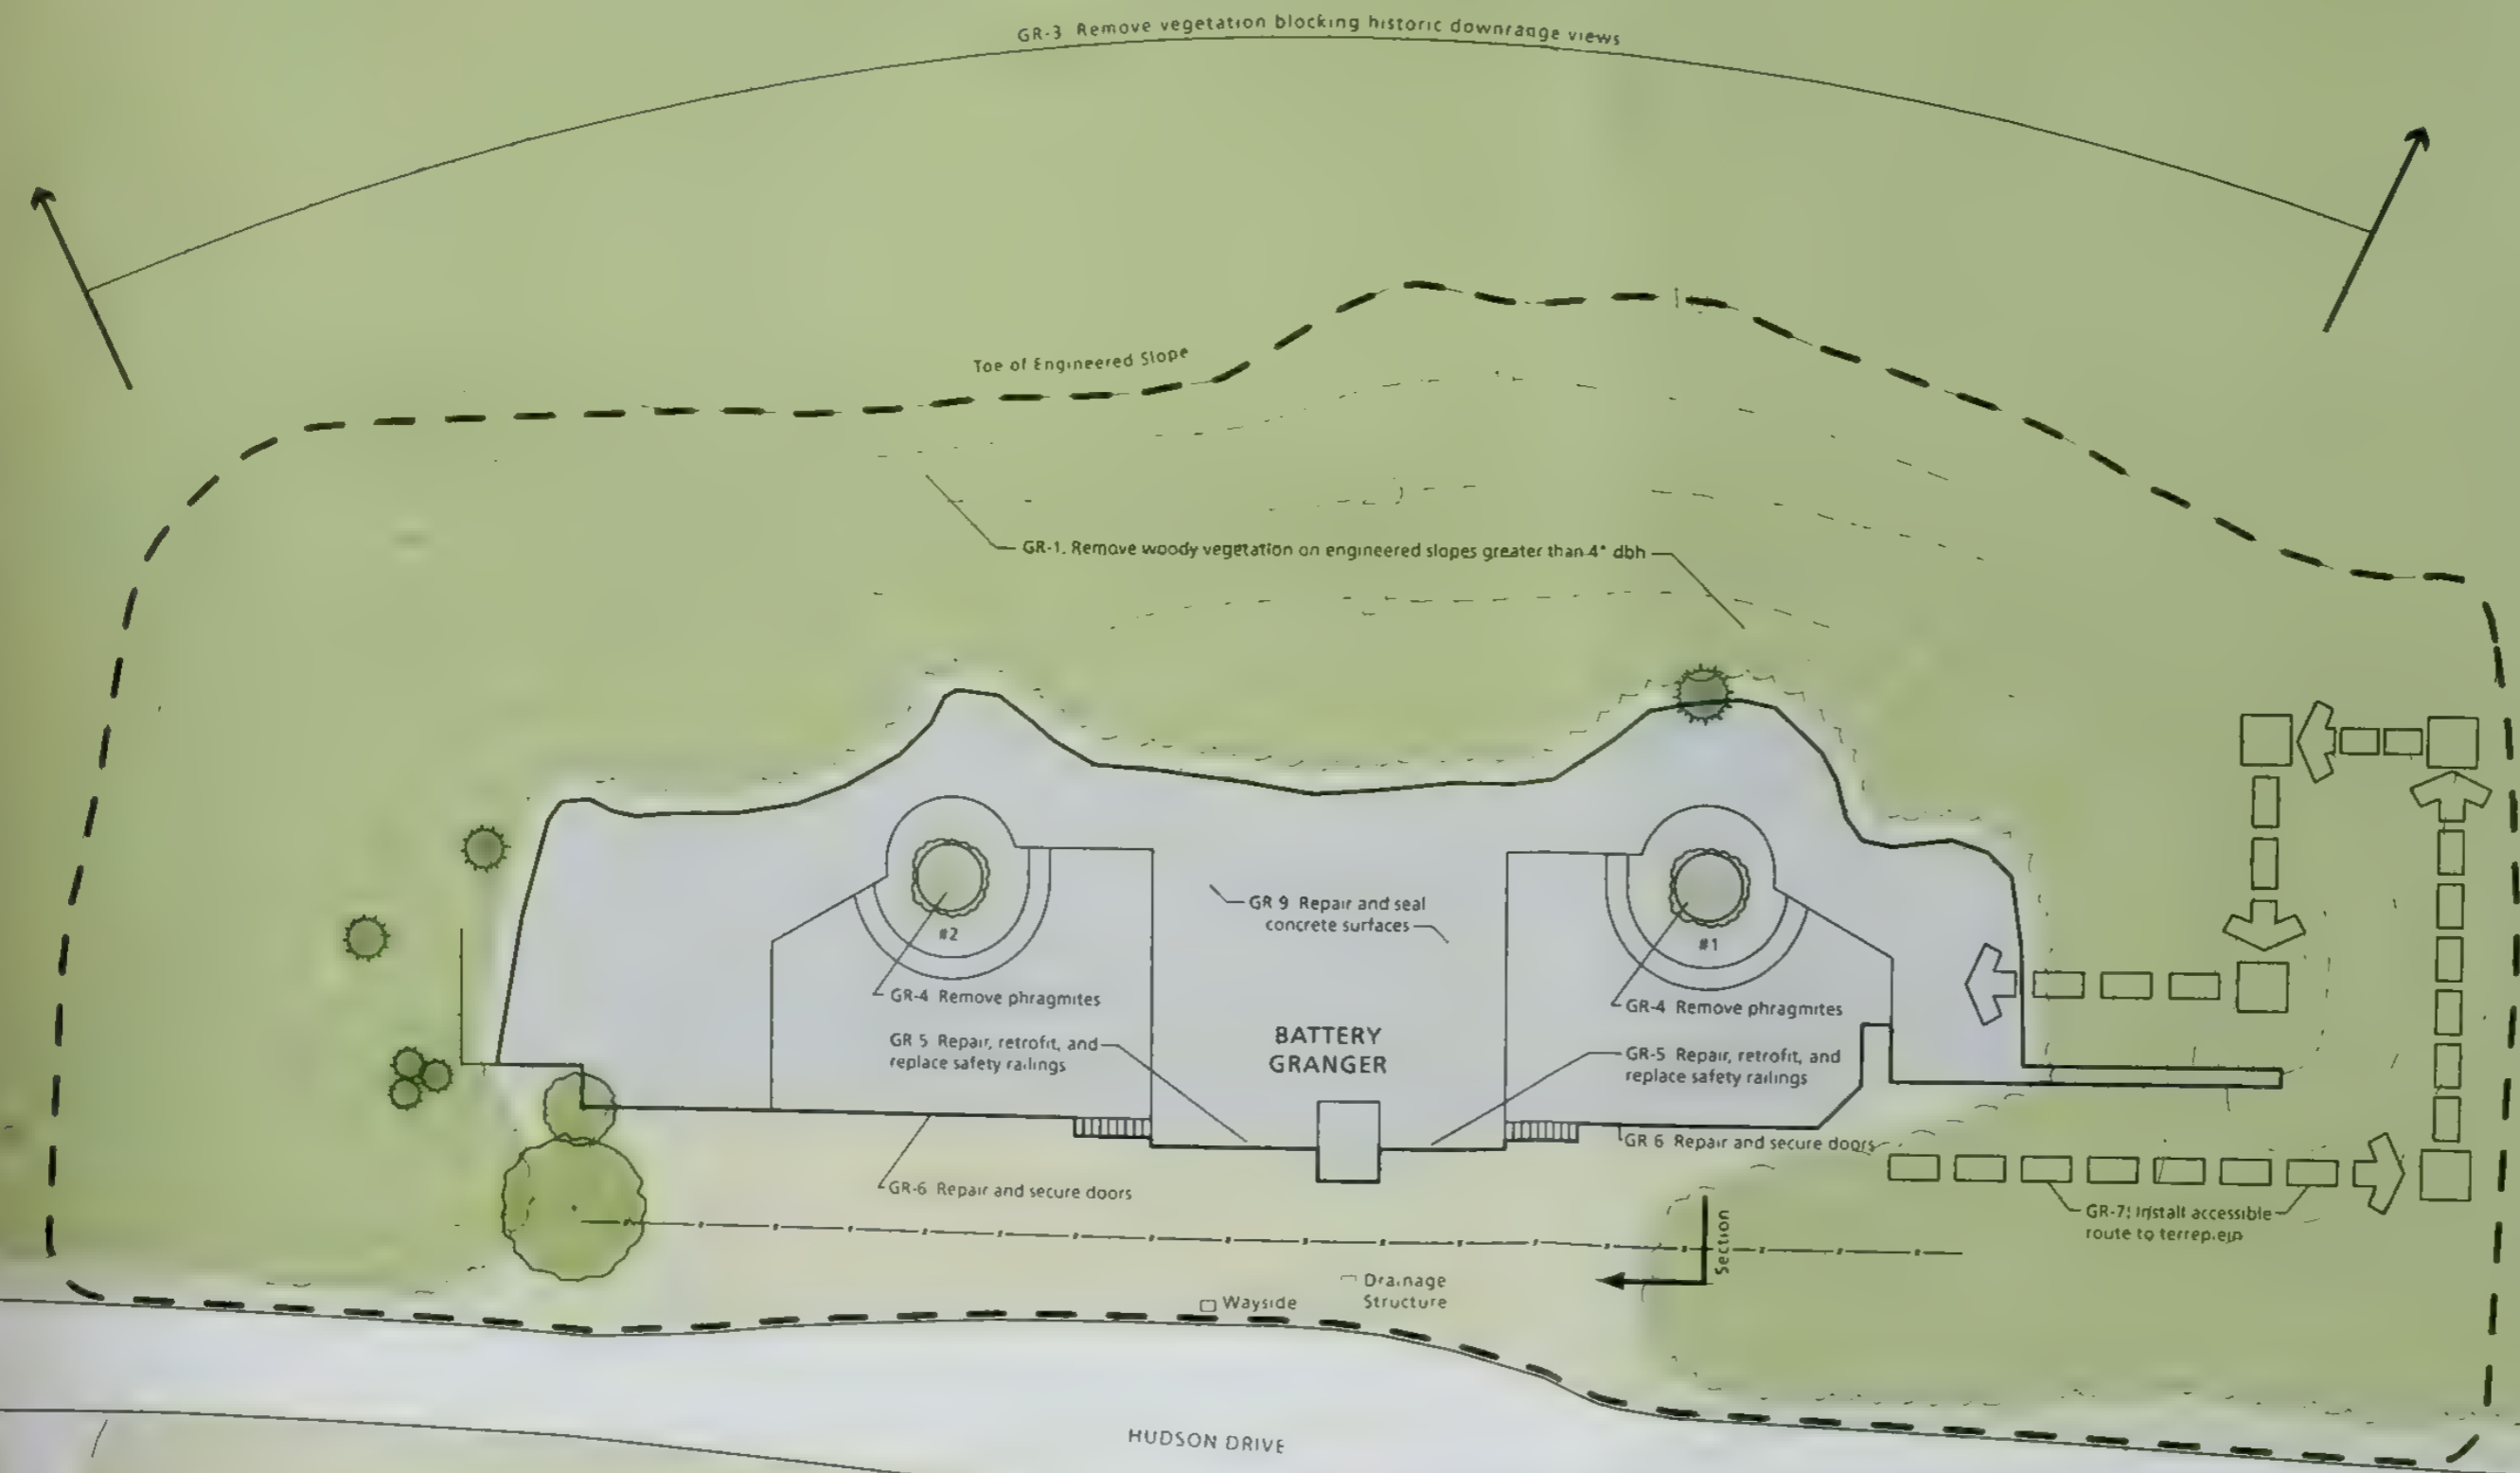 GR-3 Remove vegetation blocking historic downrange views
Toe of Engineered Slope
GR-1. Remove woody vegetation on engineered slopes greater than 4" dbh
GR 9 Repair and seal
concrete surfaces
#2
#1
GR-4 Remove phragmites
GR-4 Remove phragmites
BATTERY
GRANGER
GR 5 Repair, retrofit, and
replace safety railings
GR-5 Repair, retrofit, and
replace safety railings
GR 6 Repair and secure doors
GR-6 Repair and secure doors
GR-7: Install accessible
route to terreplein
Section
Drainage
Structure
Wayside
HUDSON DRIVE